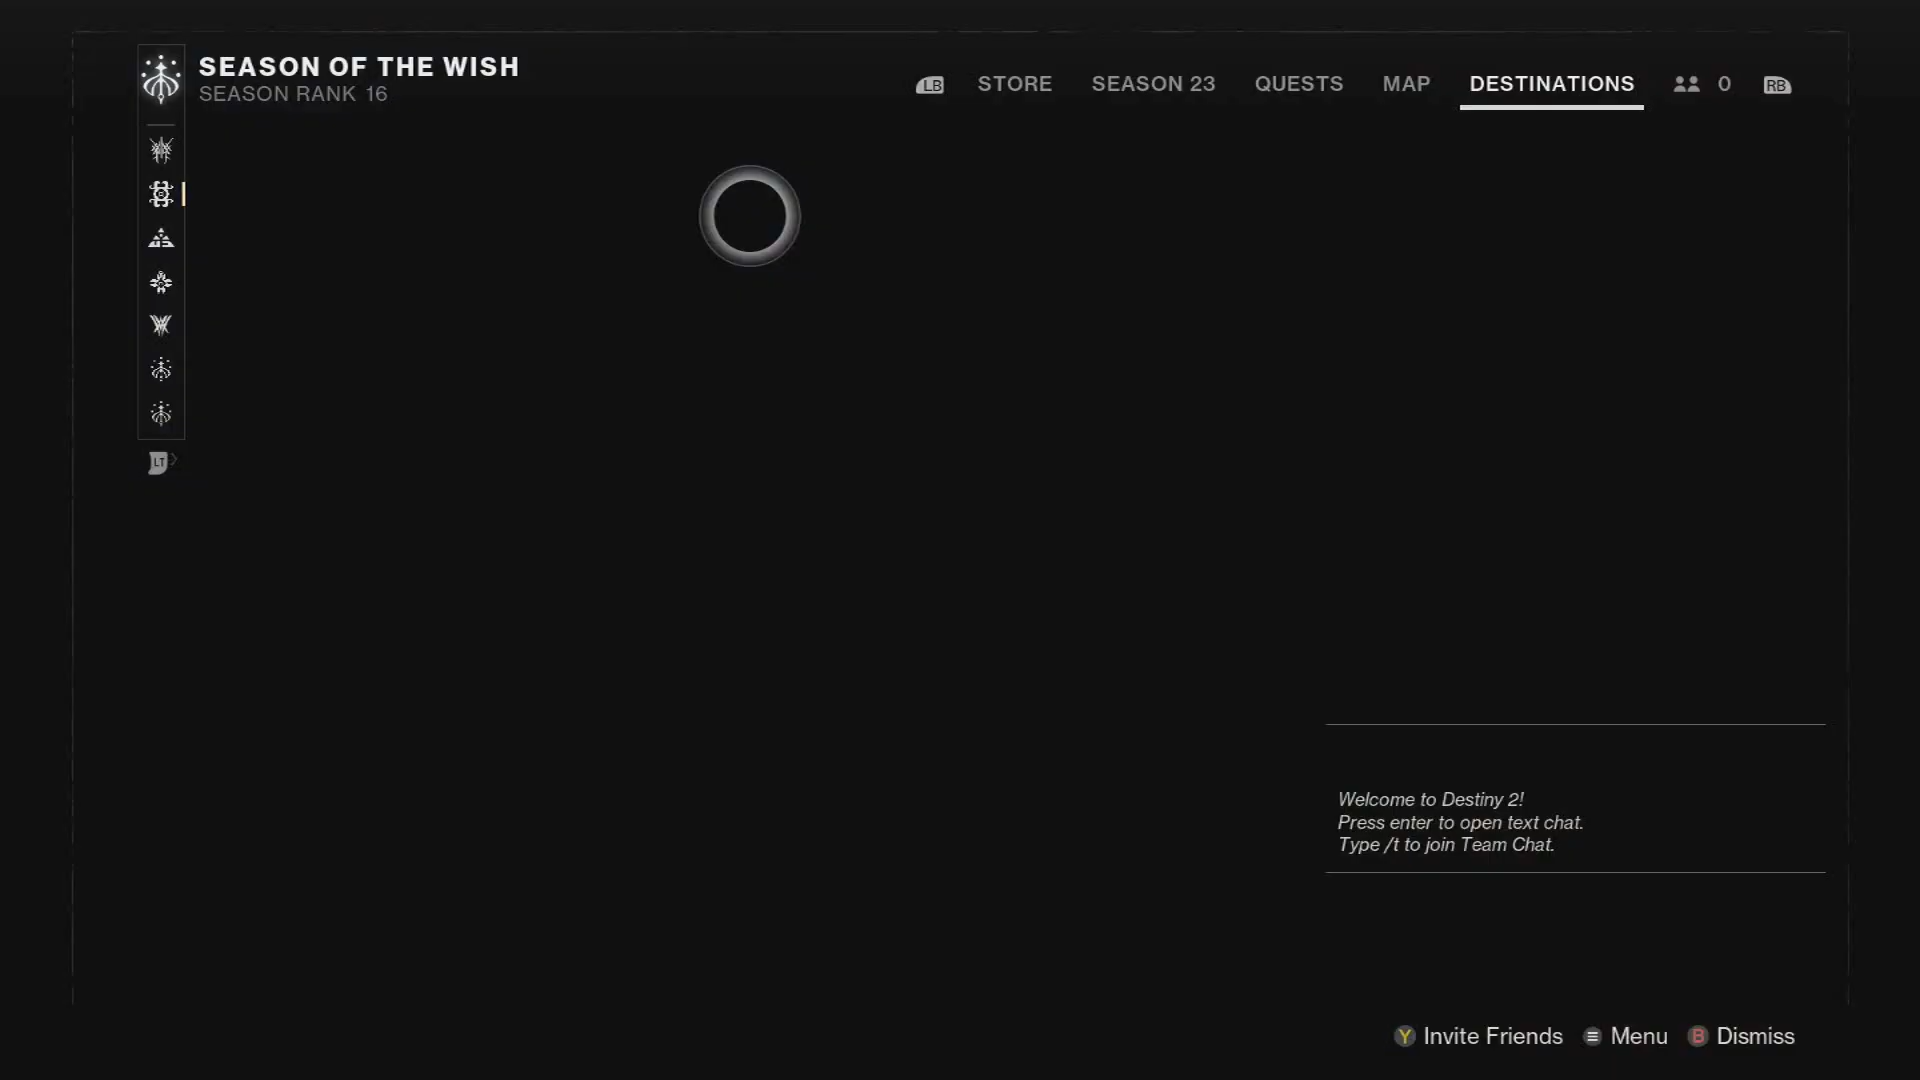 SEASON OF THE WISH
SEASON RANK 16
LB STORE SEASON 23 QUESTS MAP DESTINATIONS 0 RB
LT
Welcome to Destiny 2!
Press enter to open text chat.
Type /t to join Team Chat.
Y Invite Friends Menu B Dismiss